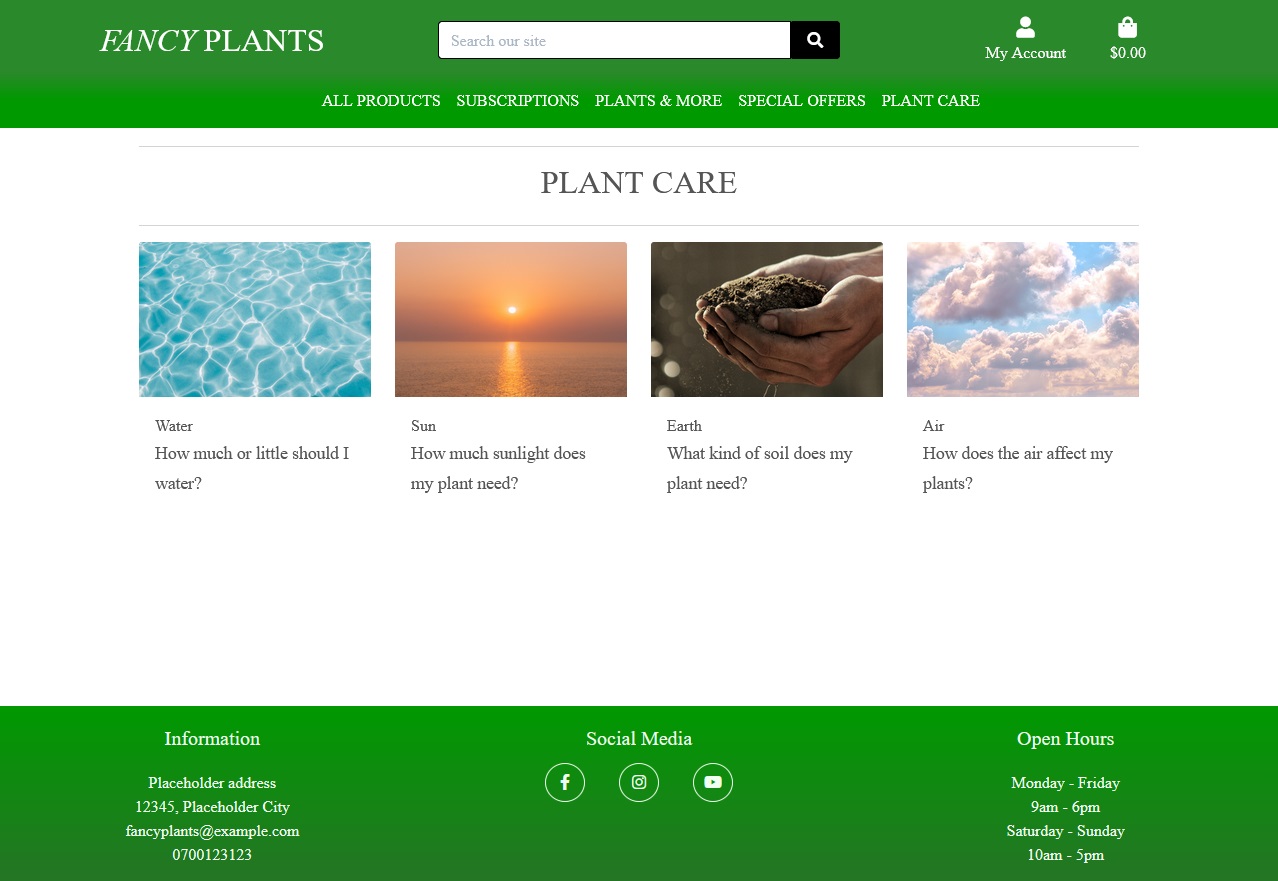 FANCY PLANTS
Search our site
My Account
$0.00
ALL PRODUCTS SUBSCRIPTIONS PLANTS & MORE SPECIAL OFFERS PLANT CARE
PLANT CARE
Water
How much or little should I
water?
Sun
How much sunlight does
my plant need?
Earth
What kind of soil does my
plant need?
Air
How does the air affect my
plants?
Information
Placeholder address
12345, Placeholder City
fancyplants@example.com
0700123123
Social Media
Open Hours
Monday - Friday
9am - 6pm
Saturday - Sunday
10am - 5pm